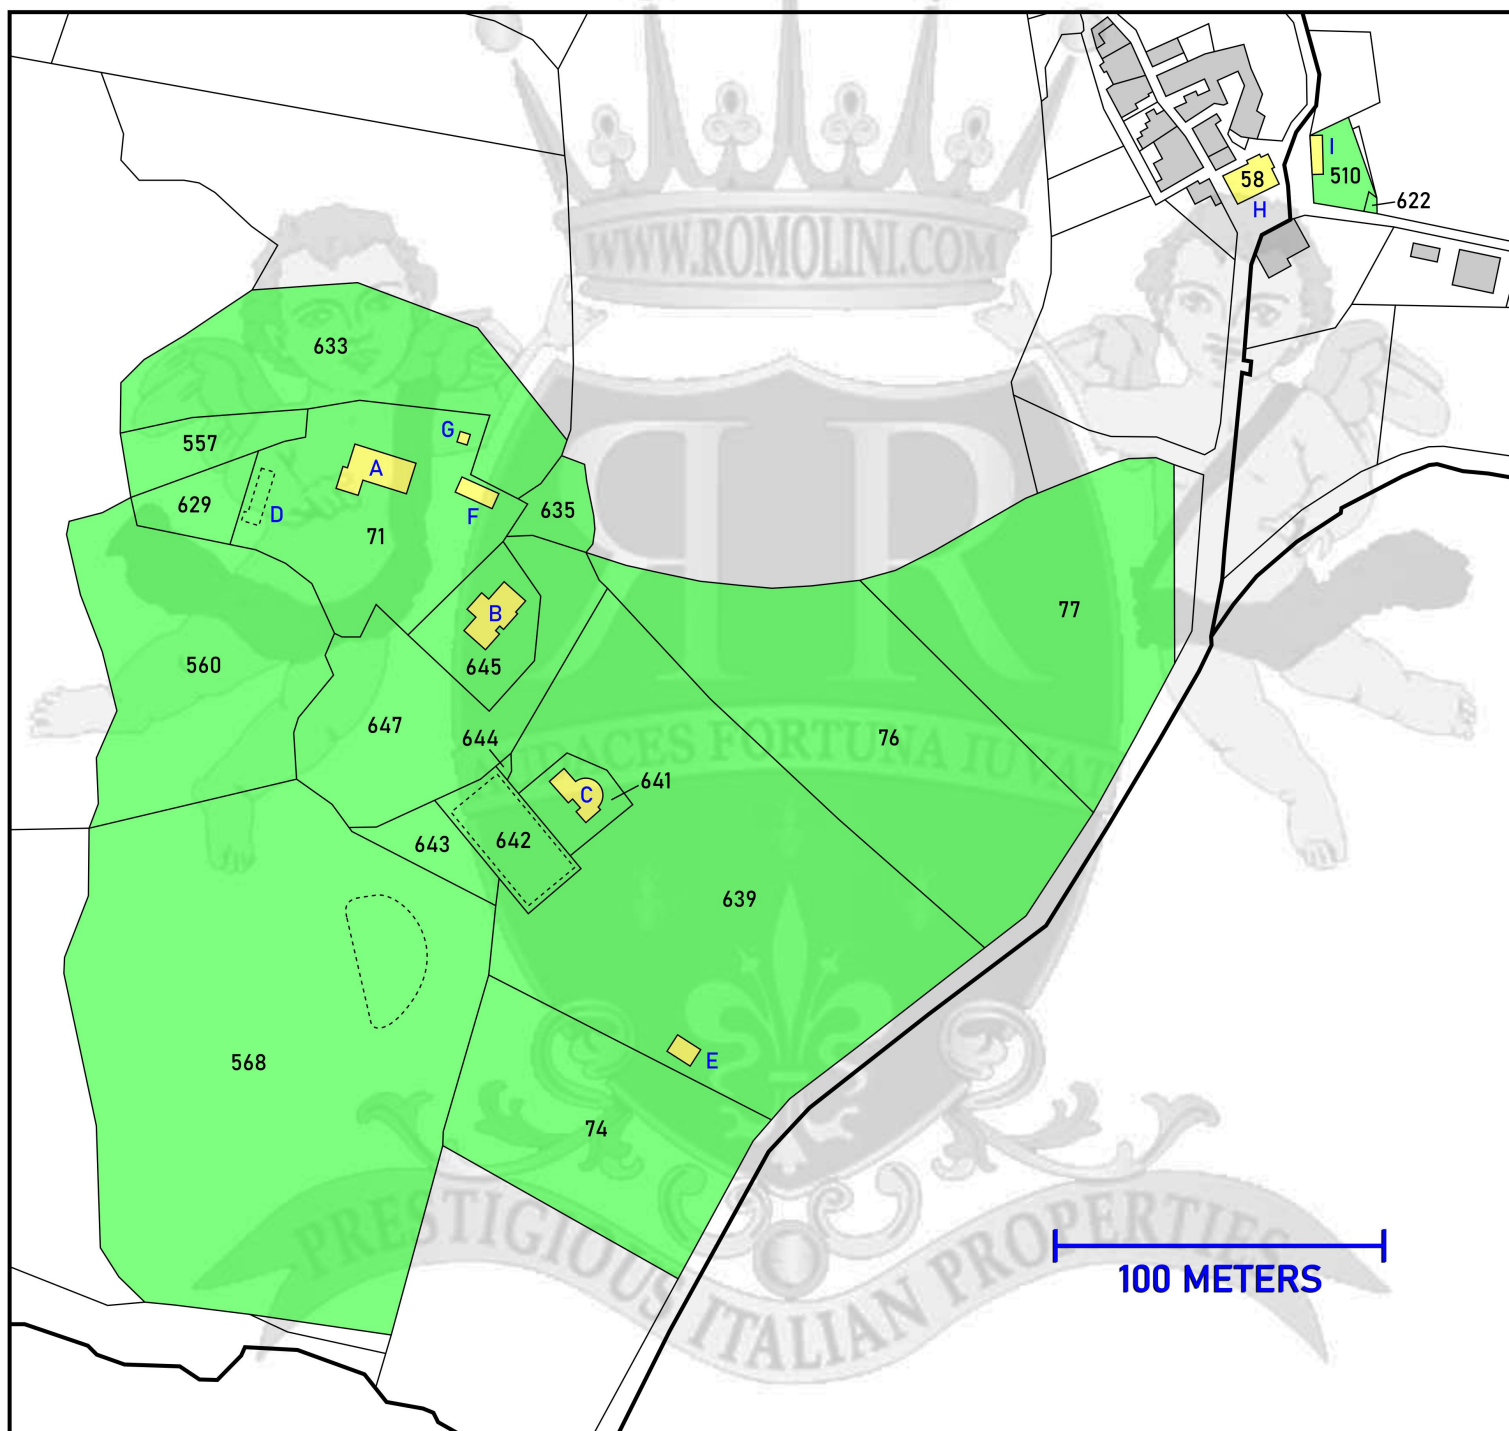 I
58
510
622
H
WWW.ROMOLINI.COM
633
G
557
A
629
D
F
635
71
B
77
560
645
647
644
76
C
641
643
642
639
568
E
74
R R
AUDACES FORTUNA IUVAT
100 METERS
PRESTIGIOUS ITALIAN PROPERTIES